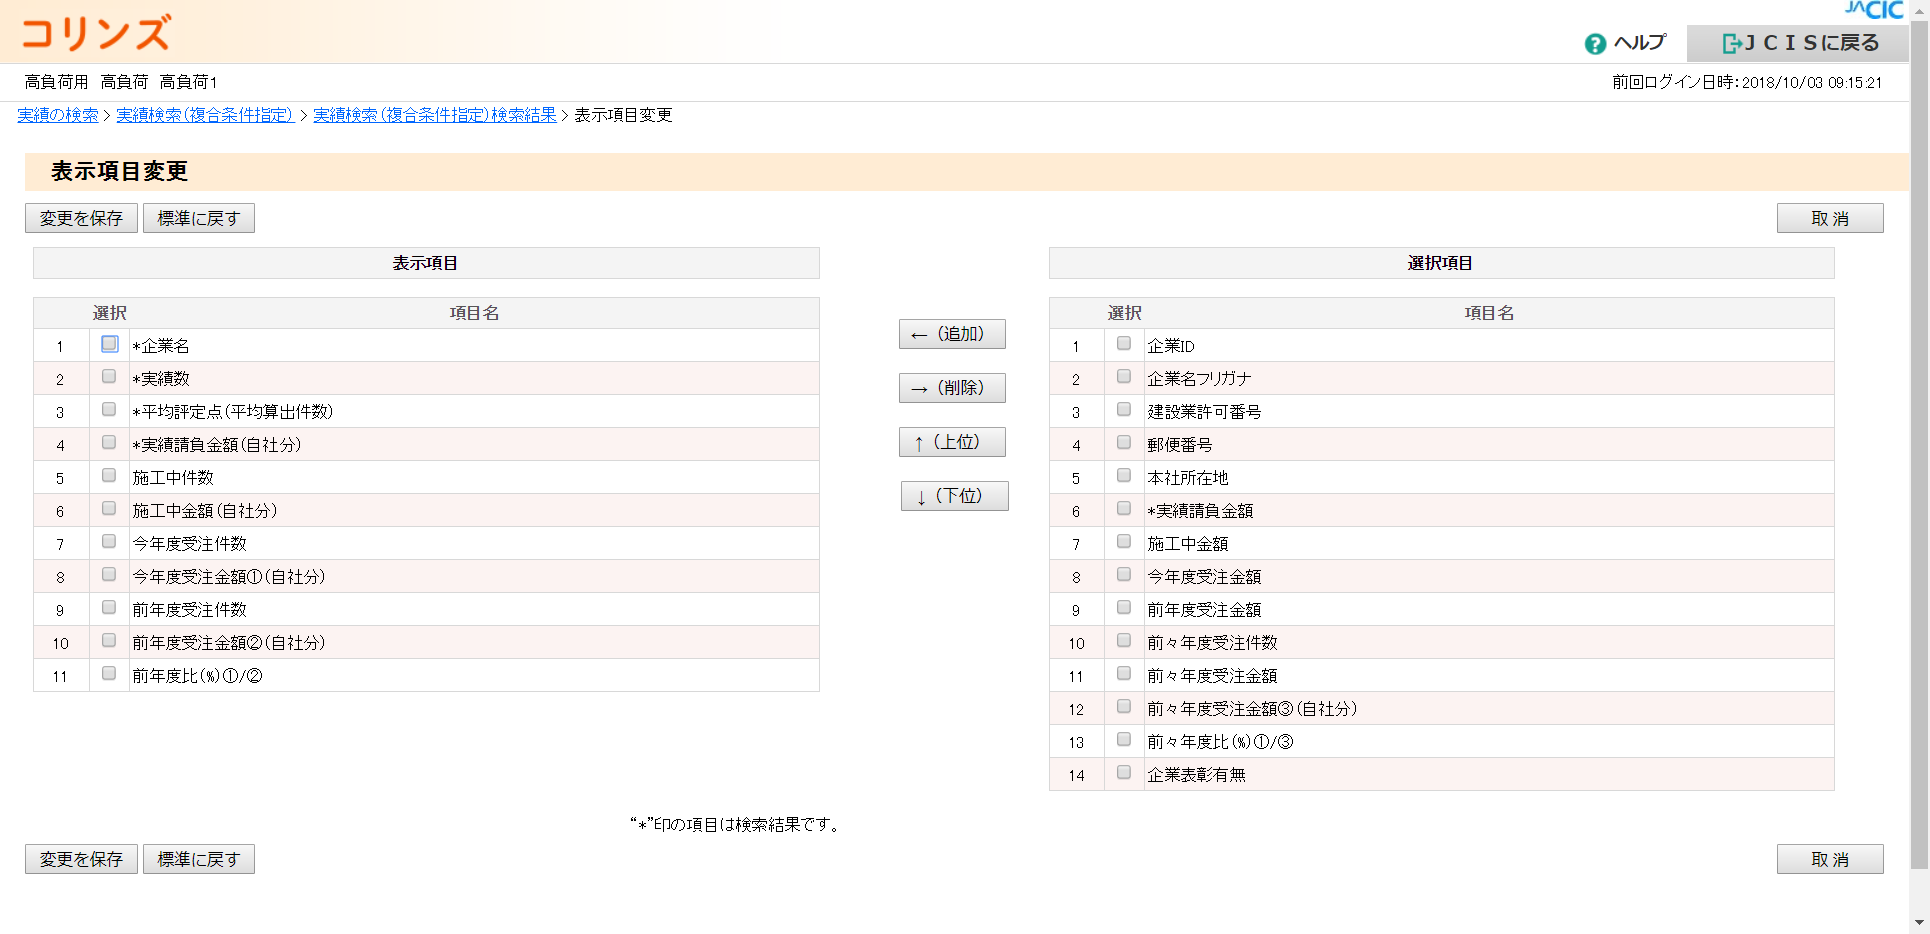 JACIC
コリンズ
? ヘルプ
JCISに戻る
高負荷用 高負荷 高負荷1
前回ログイン日時:2018/10/03 09:15:21
実績の検索 > 実績検索(複合条件指定) > 実績検索(複合条件指定)検索結果 > 表示項目変更
表示項目変更
変更を保存 標準に戻す 取 消
表示項目
選択 項目名
1 *企業名
2 *実績数
3 *平均評定点(平均算出件数)
4 *実績請負金額(自社分)
5 施工中件数
6 施工中金額(自社分)
7 今年度受注件数
8 今年度受注金額①(自社分)
9 前年度受注件数
10 前年度受注金額②(自社分)
11 前年度比(%)①/②
←(追加)
→(削除)
↑(上位)
↓(下位)
選択項目
選択 項目名
1 企業ID
2 企業名フリガナ
3 建設業許可番号
4 郵便番号
5 本社所在地
6 *実績請負金額
7 施工中金額
8 今年度受注金額
9 前年度受注金額
10 前々年度受注件数
11 前々年度受注金額
12 前々年度受注金額③(自社分)
13 前々年度比(%)①/③
14 企業表彰有無
“*”印の項目は検索結果です。
変更を保存 標準に戻す 取 消